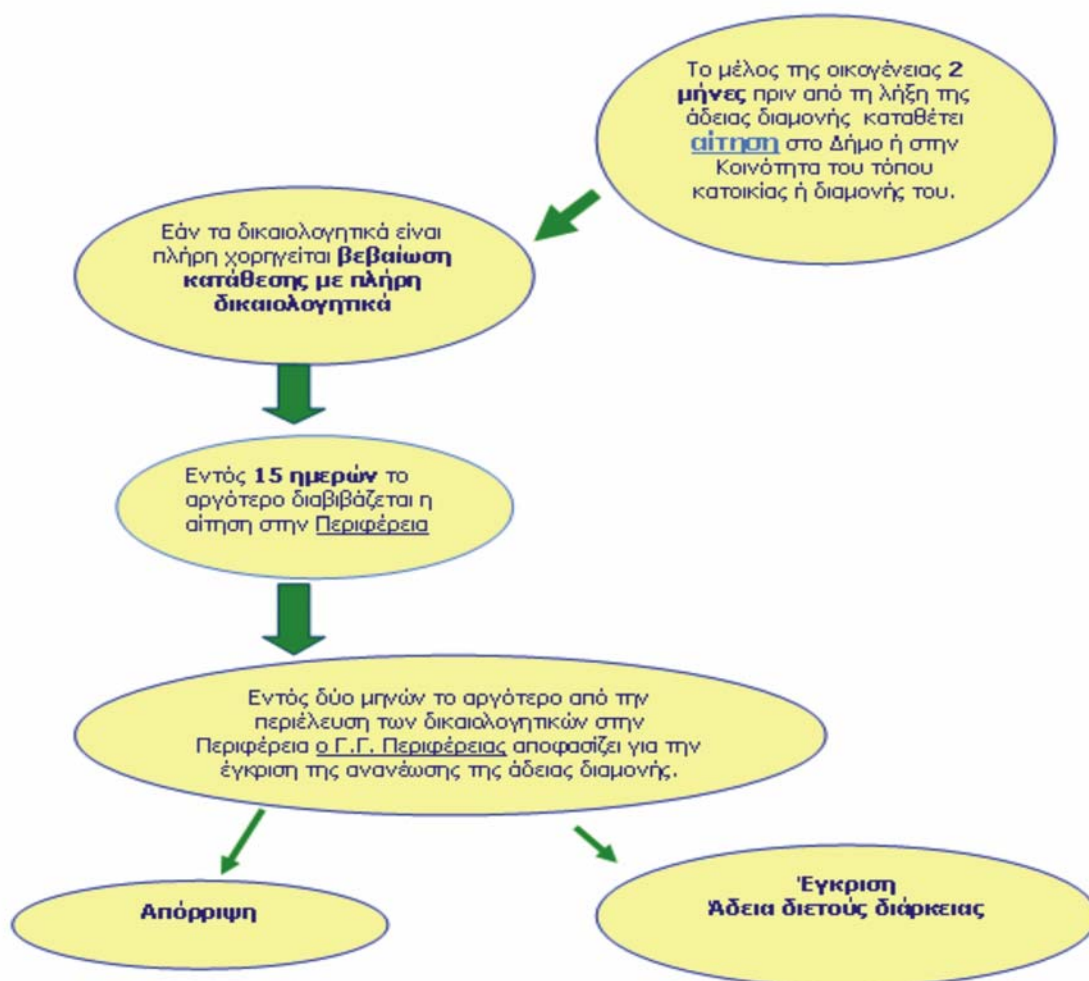 Το μέλος της οικογένειας 2
μήνες πριν από τη λήξη της
άδειας διαμονής καταθέτει
αίτηση στο Δήμο ή στην
Κοινότητα του τόπου
κατοικίας ή διαμονής του.
Εάν τα δικαιολογητικά είναι
πλήρη χορηγείται βεβαίωση
κατάθεσης με πλήρη
δικαιολογητικά
Εντός 15 ημερών το
αργότερο διαβιβάζεται η
αίτηση στην Περιφέρεια
Εντός δύο μηνών το αργότερο από την
περιέλευση των δικαιολογητικών στην
Περιφέρεια ο Γ.Γ. Περιφέρειας αποφασίζει για την
έγκριση της ανανέωσης της άδειας διαμονής.
Απόρριψη
Έγκριση
Άδεια διετούς διάρκειας